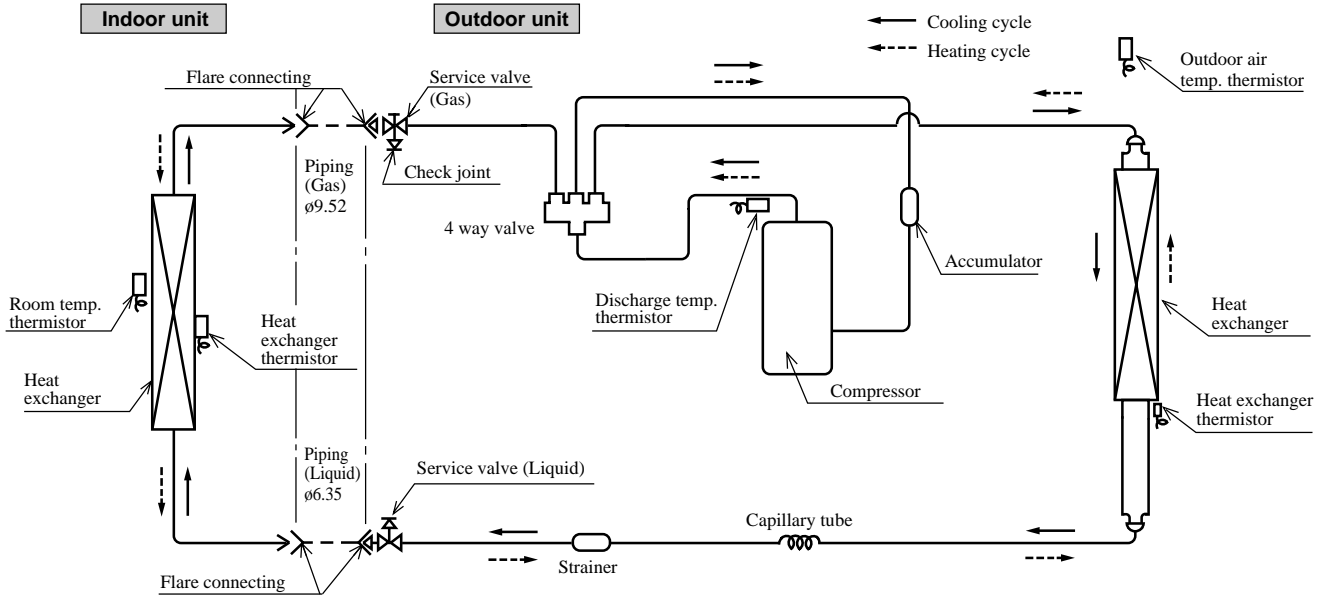 Indoor unit
Outdoor unit
Cooling cycle
Heating cycle
Outdoor air
temp. thermistor
Flare connecting
Service valve
(Gas)
Check joint
Piping
(Gas)
ø9.52
4 way valve
Accumulator
Room temp.
thermistor
Heat
exchanger
thermistor
Heat
exchanger
Discharge temp.
thermistor
Compressor
Heat
exchanger
Heat exchanger
thermistor
Piping
(Liquid)
ø6.35
Service valve (Liquid)
Capillary tube
Strainer
Flare connecting